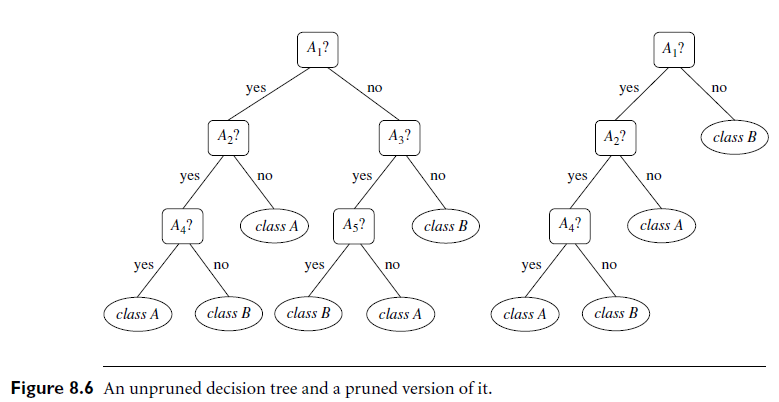 A1? A1?
yes no yes no
A2? A3? A2? class B
yes no yes no yes no
A4? class A A5? class B A4? class A
yes no yes no yes no
class A class B class B class A class A class B
Figure 8.6 An unpruned decision tree and a pruned version of it.